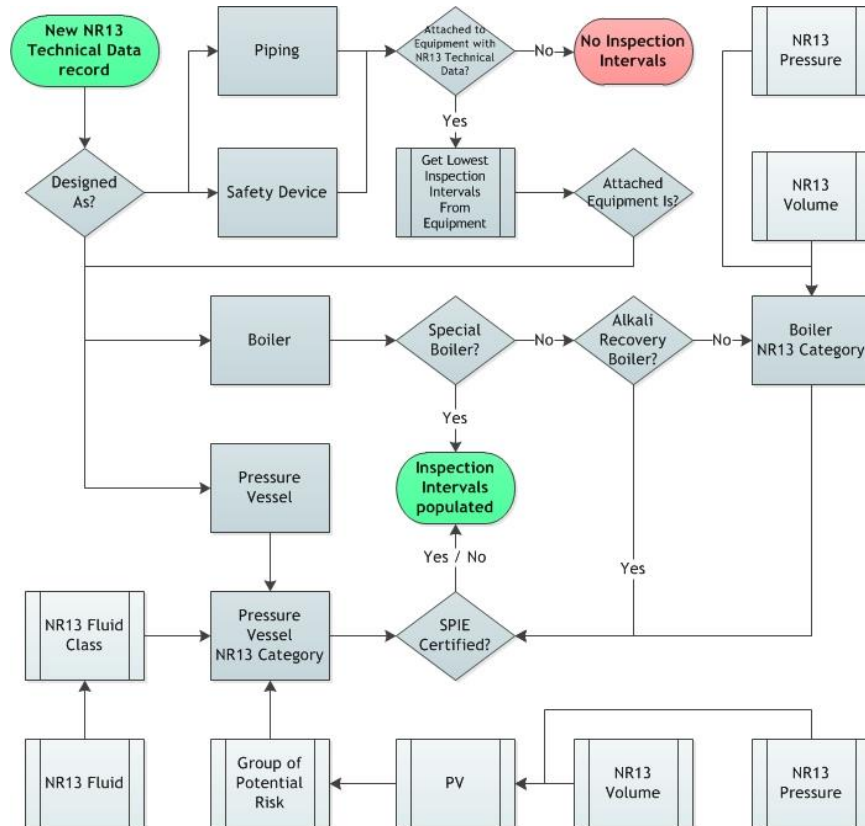 New NR13
Technical Data
record
Piping
Attached to
Equipment with
NR13 Technical
Data?
No
No Inspection
Intervals
NR13
Pressure
Yes
Designed
As?
Safety Device
Get Lowest
Inspection
Intervals
From
Equipment
Attached
Equipment Is?
NR13
Volume
Boiler
Special
Boiler?
No
Alkali
Recovery
Boiler?
No
Boiler
NR13 Category
Yes
Pressure
Vessel
Inspection
Intervals
populated
Yes / No
Yes
NR13 Fluid
Class
Pressure
Vessel
NR13 Category
SPIE
Certified?
NR13 Fluid
Group of
Potential
Risk
PV
NR13
Volume
NR13
Pressure